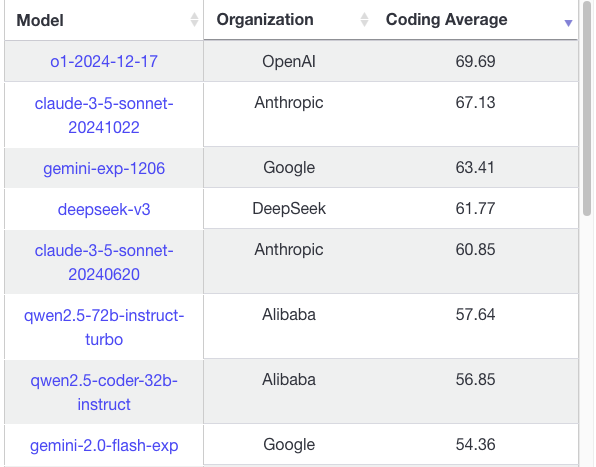 Model Organization Coding Average
o1-2024-12-17 OpenAI 69.69
claude-3-5-sonnet- Anthropic 67.13
20241022
gemini-exp-1206 Google 63.41
deepseek-v3 DeepSeek 61.77
claude-3-5-sonnet- Anthropic 60.85
20240620
qwen2.5-72b-instruct- Alibaba 57.64
turbo
qwen2.5-coder-32b- Alibaba 56.85
instruct
gemini-2.0-flash-exp Google 54.36